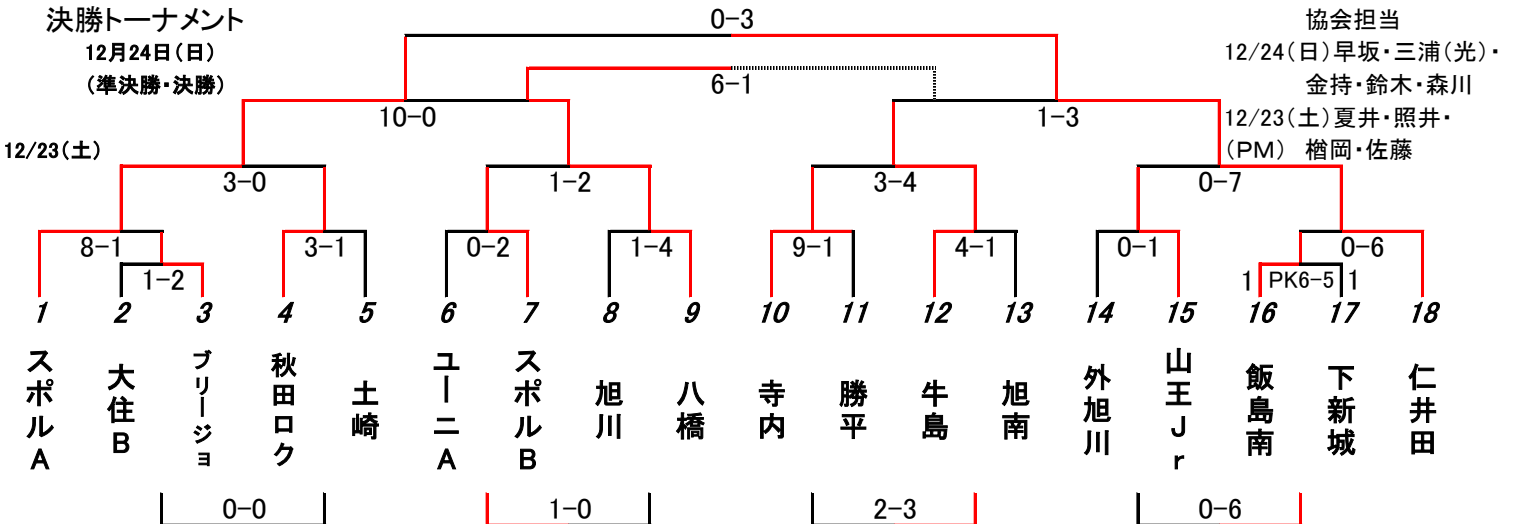 決勝トーナメント
0-3
協会担当
12月24日(日)
12/24(日)早坂・三浦(光)・
(準決勝・決勝)
6-1
金持・鈴木・森川
10-0
1-3
12/23(土)夏井・照井・
12/23(土)
(PM) 楢岡・佐藤
3-0
1-2
3-4
0-7
8-1
3-1
0-2
1-4
9-1
4-1
0-1
0-6
1-2
1 PK6-5 1
1 2 3 4 5 6 7 8 9 10 11 12 13 14 15 16 17 18
スポルA
大住B
ブリージョ
秋田ロク
土崎
ユーニA
スポルB
旭川
八橋
寺内
勝平
牛島
旭南
外旭川
山王Jr
飯島南
下新城
仁井田
0-0
1-0
2-3
0-6